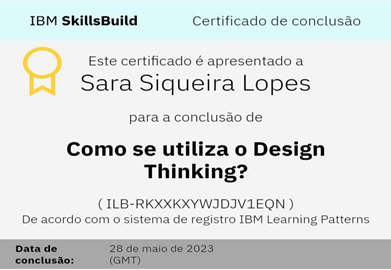 IBM SkillsBuild Certificado de conclusão
Este certificado é apresentado a
Sara Siqueira Lopes
para a conclusão de
Como se utiliza o Design
Thinking?
( ILB-RKXXKXYWJDJV1EQN )
De acordo com o sistema de registro IBM Learning Patterns
Data de 28 de maio de 2023
conclusão: (GMT)